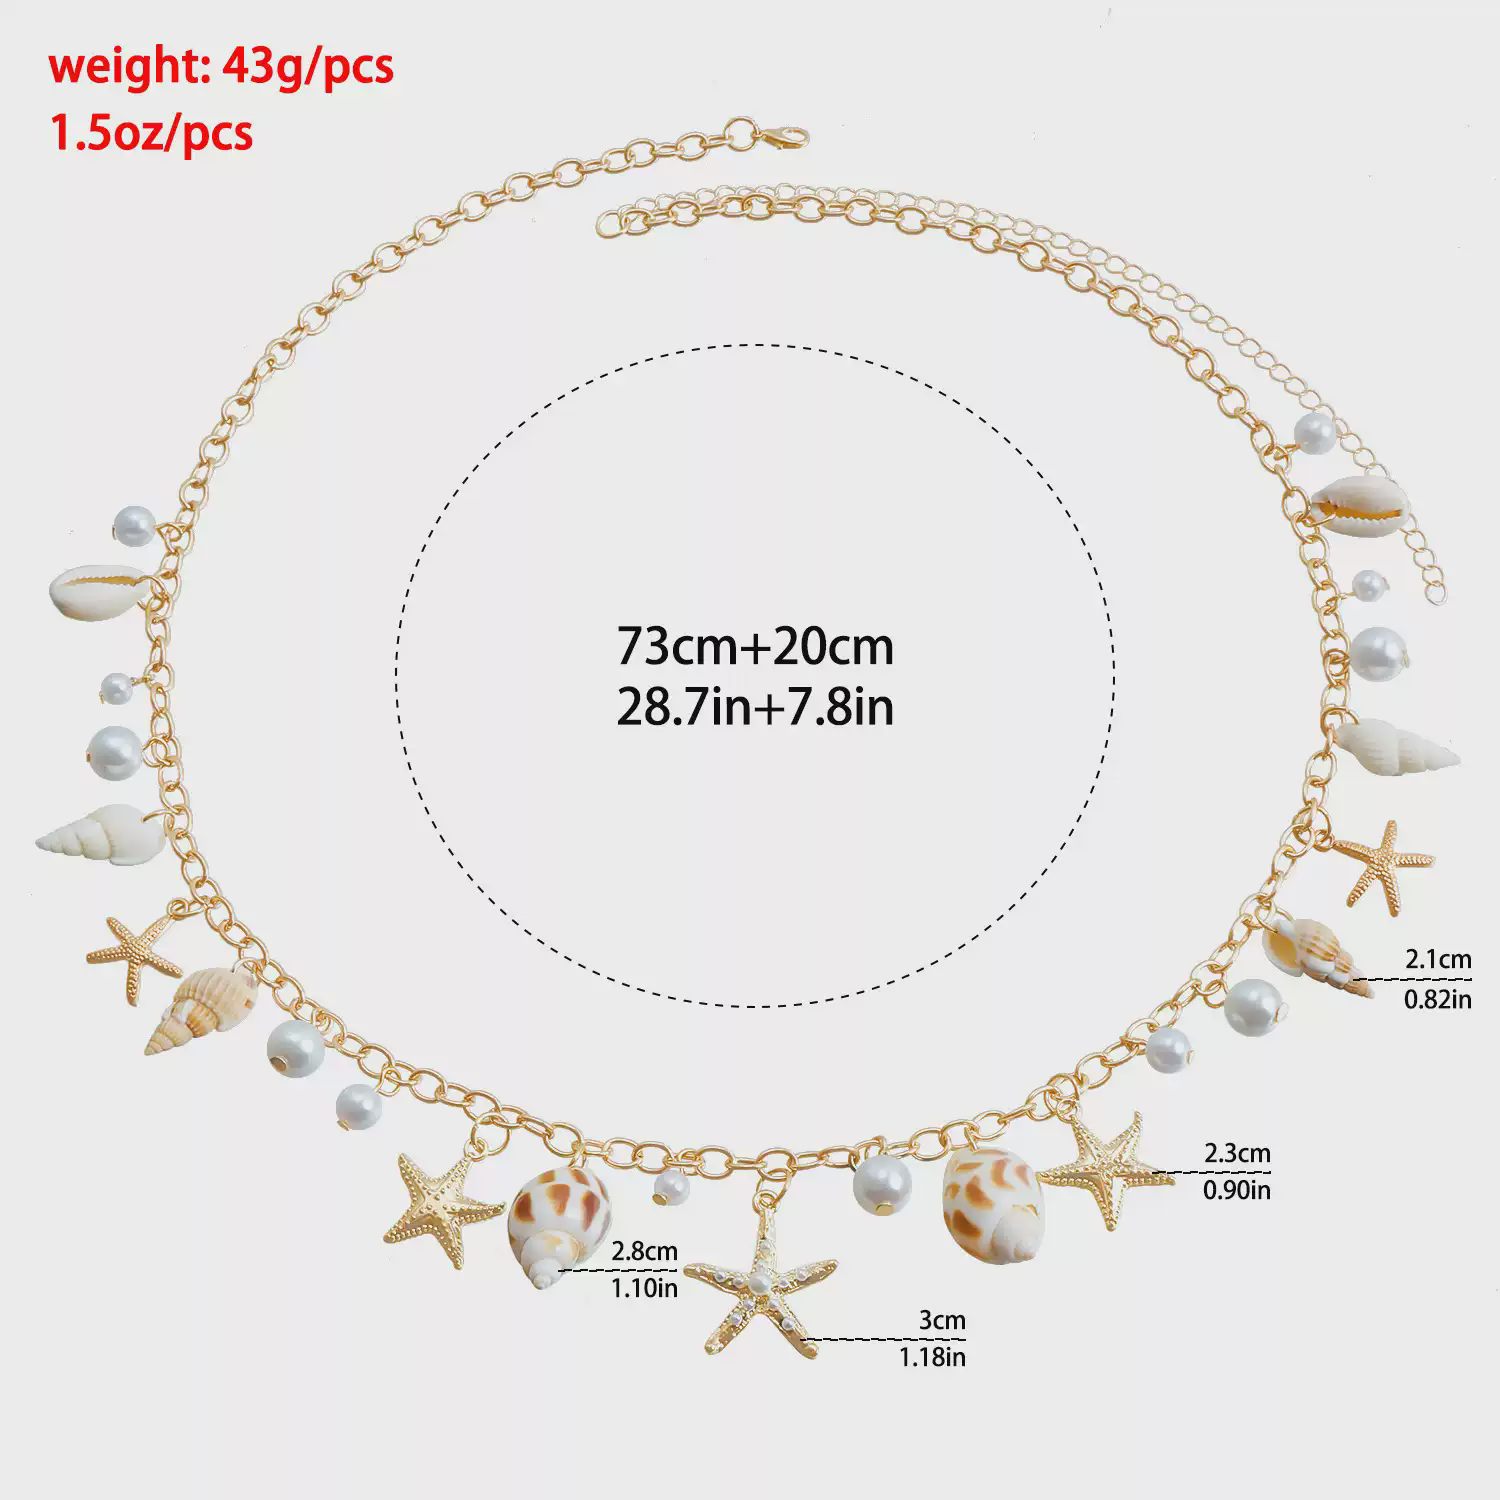 weight: 43g/pcs
1.5oz/pcs
73cm+20cm
28.7in+7.8in
2.1cm
0.82in
2.3cm
0.90in
2.8cm
1.10in
3cm
1.18in